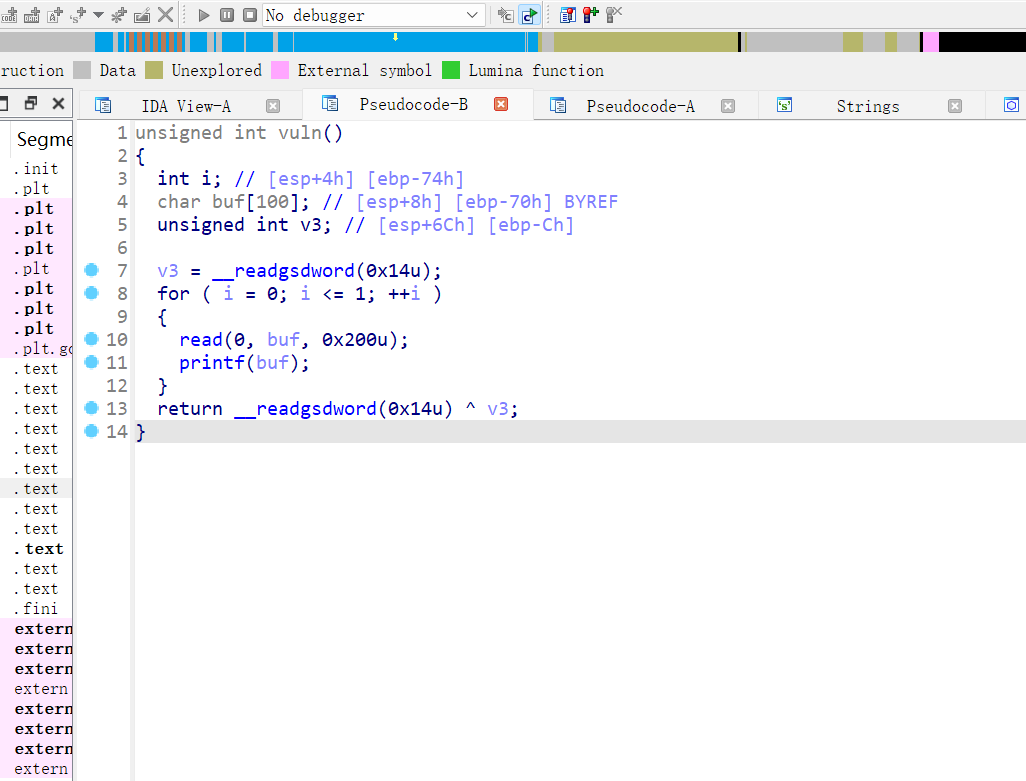 No debugger
ruction Data Unexplored External symbol Lumina function
IDA View-A Pseudocode-B Pseudocode-A Strings
Segme
.init
.plt
.plt
.plt
.plt
.plt
.plt
.plt
.plt
.plt.go
.text
.text
.text
.text
.text
.text
.text
.text
.text
.text
.text
.text
.fini
extern
extern
extern
extern
extern
extern
extern
extern
1 unsigned int vuln()
2 {
3 int i; // [esp+4h] [ebp-74h]
4 char buf[100]; // [esp+8h] [ebp-70h] BYREF
5 unsigned int v3; // [esp+6Ch] [ebp-Ch]
6
7 v3 = __readgsdword(0x14u);
8 for ( i = 0; i <= 1; ++i )
9 {
10 read(0, buf, 0x200u);
11 printf(buf);
12 }
13 return __readgsdword(0x14u) ^ v3;
14 }